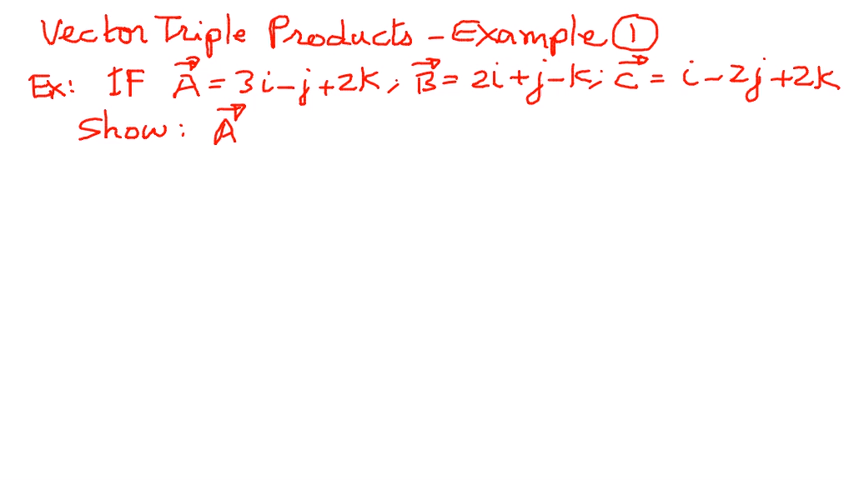 Vector Triple Products - Example ①
Ex: IF A⃗ = 3i - j + 2k; B⃗ = 2i + j - k; C⃗ = i - 2j + 2k
Show: A⃗